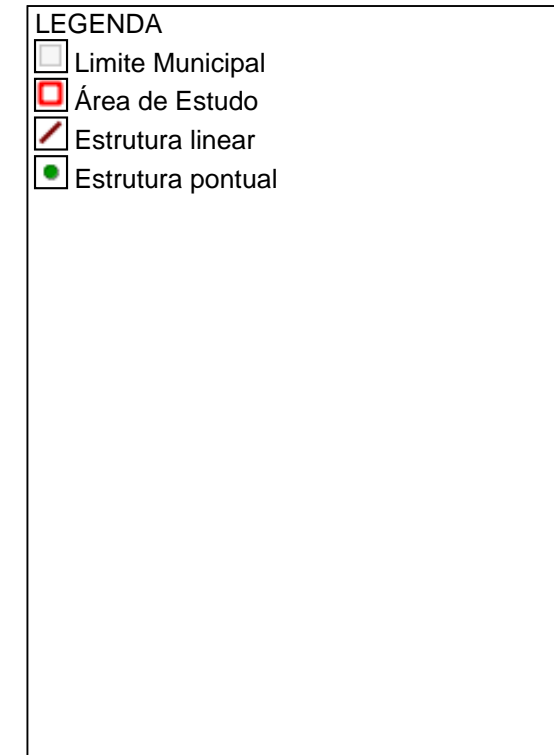 LEGENDA
Limite Municipal
Área de Estudo
Estrutura linear
Estrutura pontual